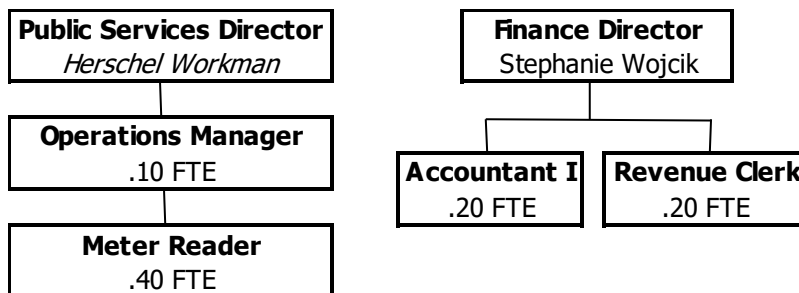 Public Services Director
Herschel Workman
Operations Manager
.10 FTE
Meter Reader
.40 FTE
Finance Director
Stephanie Wojcik
Accountant I
.20 FTE
Revenue Clerk
.20 FTE